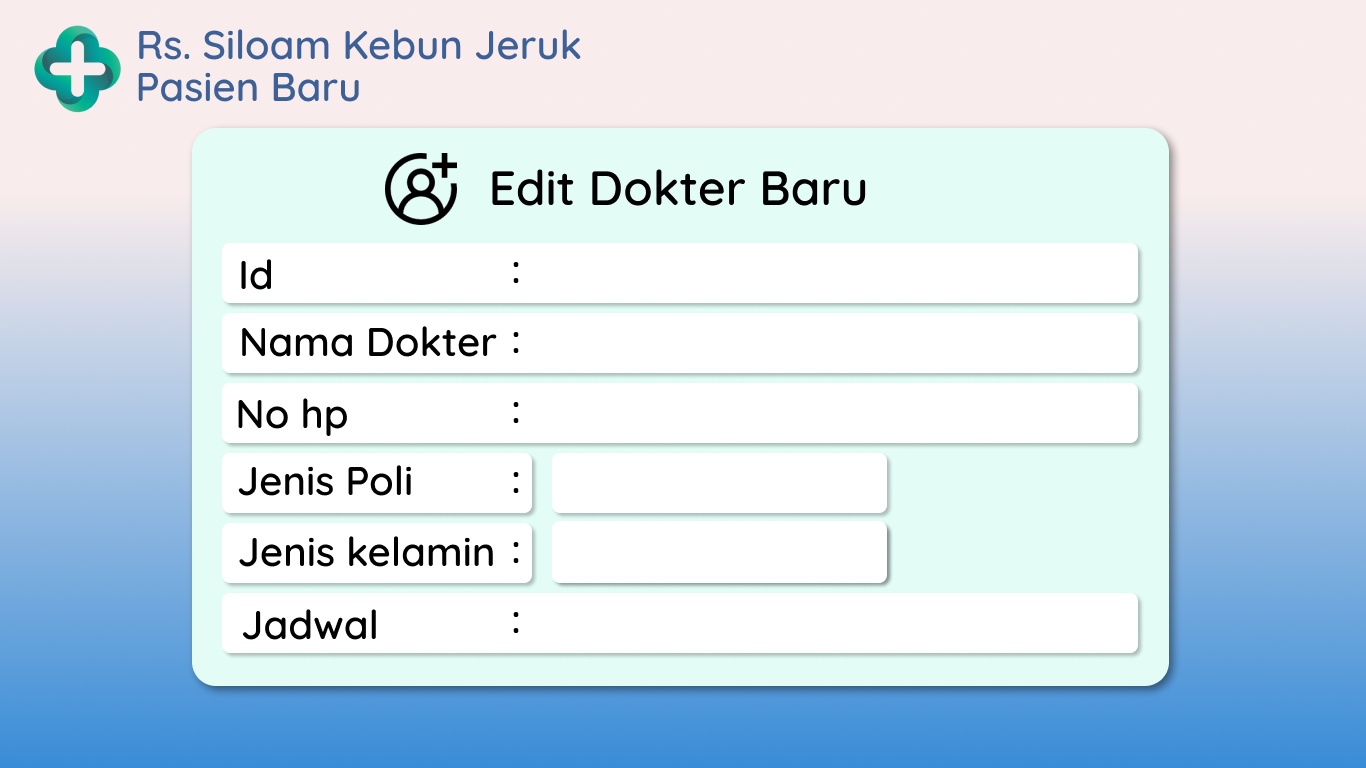 Rs. Siloam Kebun Jeruk
Pasien Baru
Edit Dokter Baru
Id :
Nama Dokter :
No hp :
Jenis Poli :
Jenis kelamin :
Jadwal :